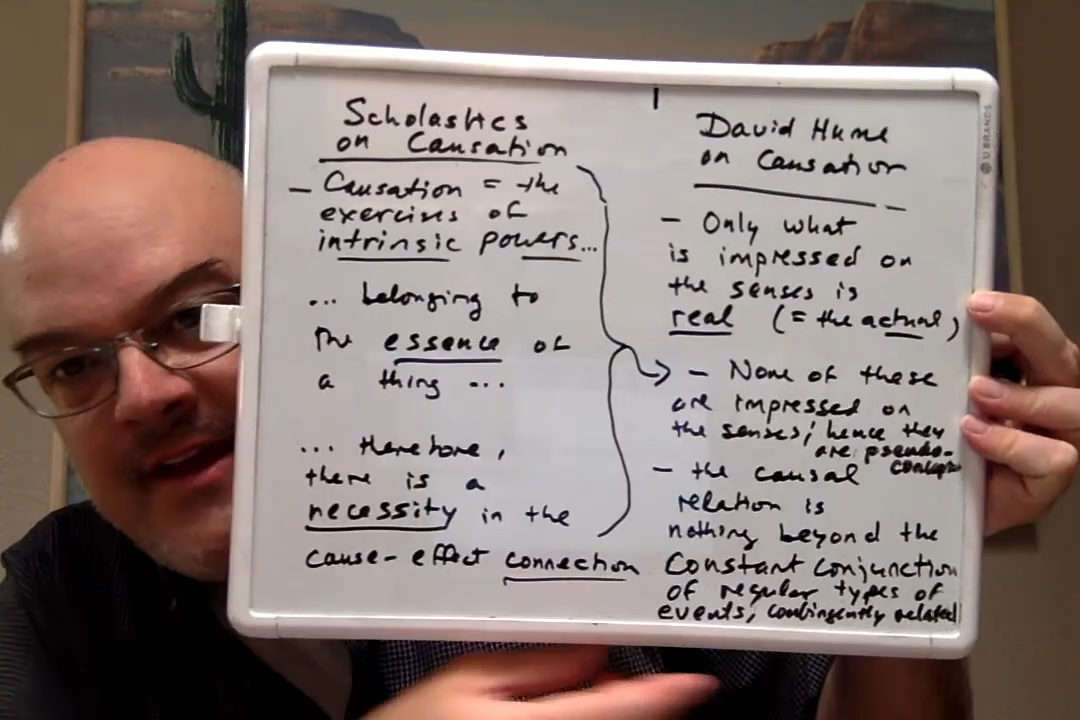 Scholastics
on Causation
– Causation = the
exercises of
intrinsic powers...
... belonging to
the essence of
a thing ...
... therefore,
there is a
necessity in the
cause-effect connection
David Hume
on Causation
– Only what
is impressed on
the senses is
real (= the actual)
– None of these
are impressed on
the senses; hence they
are pseudo-
concepts
– the causal
relation is
nothing beyond the
constant conjunction
of regular types of
events, contingently related
U BRANDS